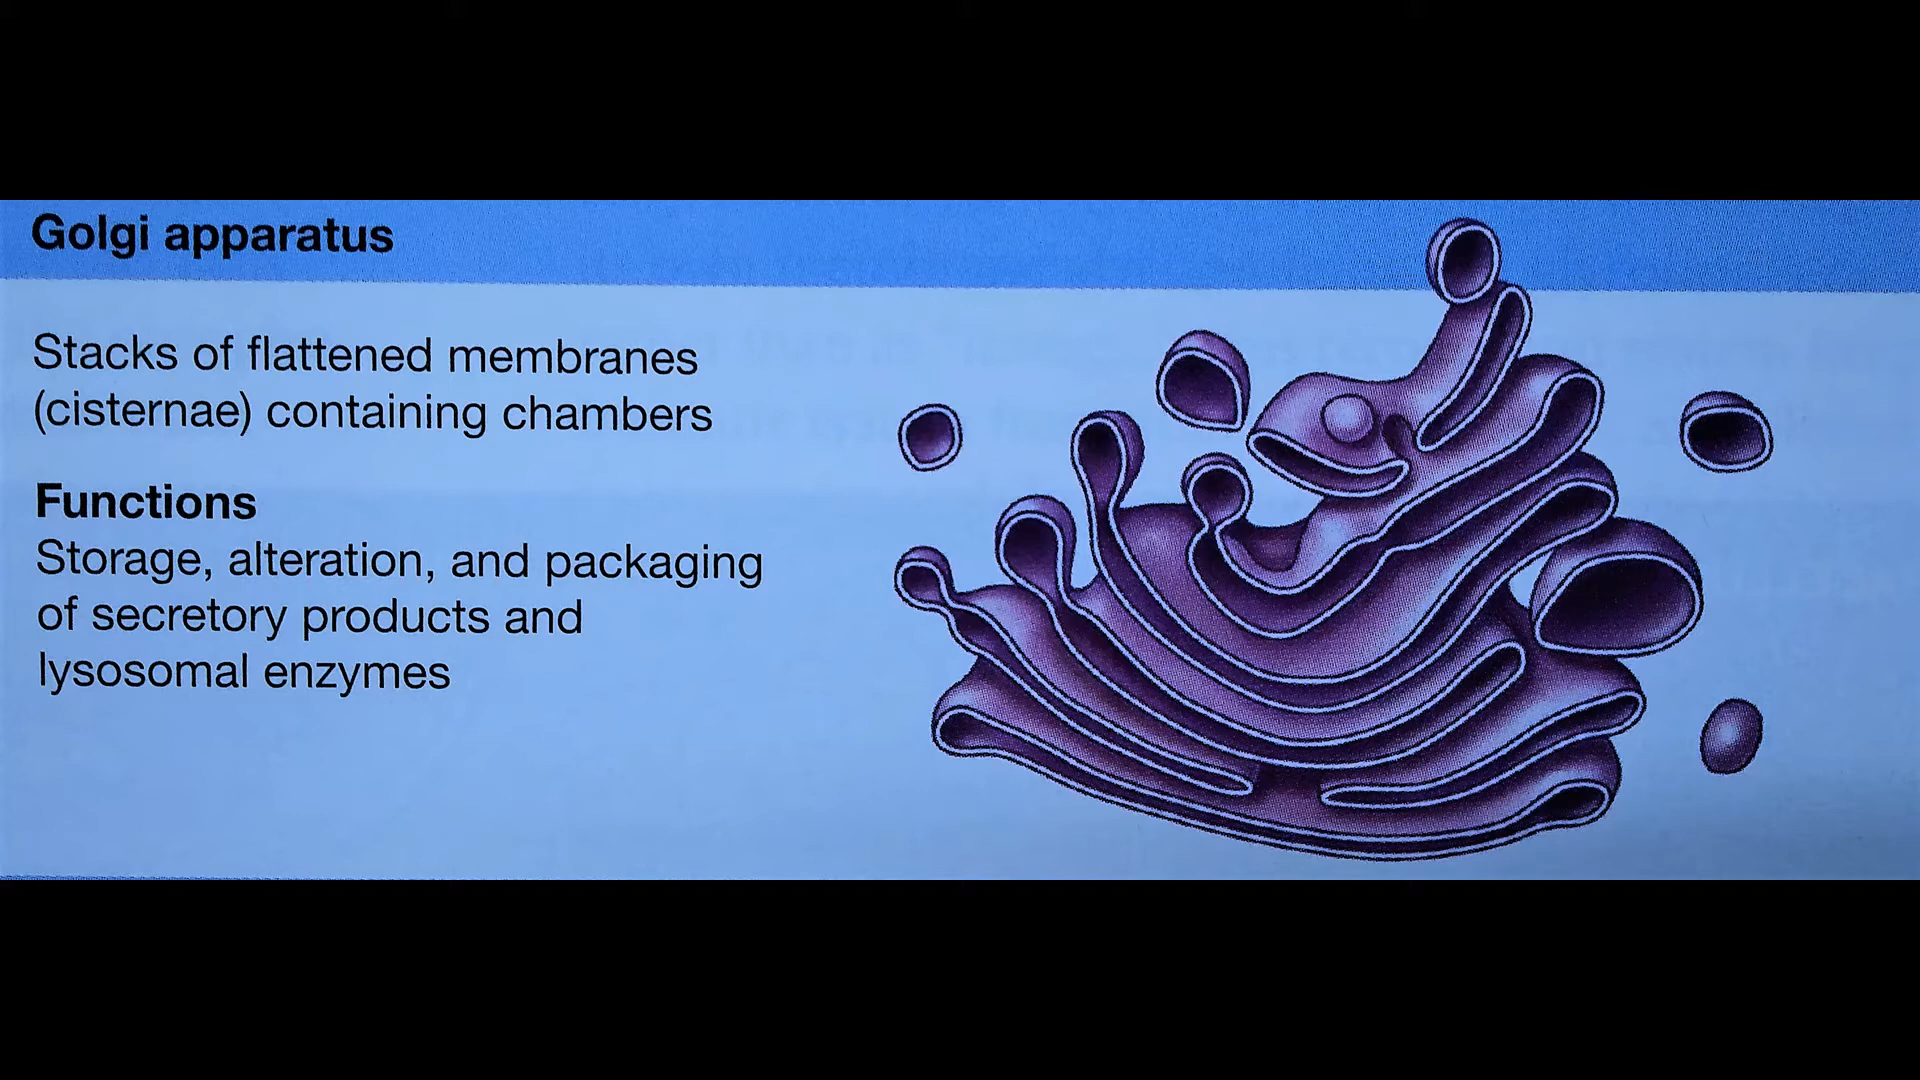 Golgi apparatus
Stacks of flattened membranes
(cisternae) containing chambers
Functions
Storage, alteration, and packaging
of secretory products and
lysosomal enzymes